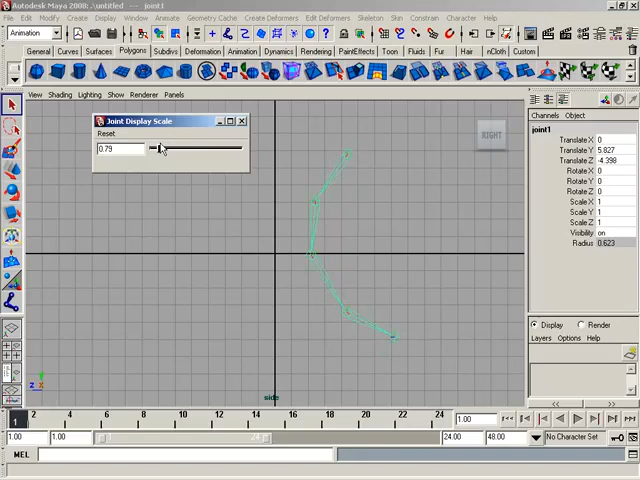 Autodesk Maya 2008: .\untitled --- joint1
File Edit Modify Create Display Window Assets Animate Geometry Cache Create Deformers Edit Deformers Skeleton Skin Constrain Character Help
Animation
General Curves Surfaces Polygons Subdivs Deformation Animation Dynamics Rendering PaintEffects Toon Fluids Fur Hair nCloth Custom
View Shading Lighting Show Renderer Panels
Channels Object
Joint Display Scale
Reset
0.79
RIGHT
joint1
Translate X 0
Translate Y 5.827
Translate Z -4.398
Rotate X 0
Rotate Y 0
Rotate Z 0
Scale X 1
Scale Y 1
Scale Z 1
Visibility on
Radius 0.623
Display Render
Layers Options Help
z x
side
1 2 4 6 8 10 12 14 16 18 20 22 24
1.00
1.00 1.00 1 24 24.00 48.00 No Character Set
MEL